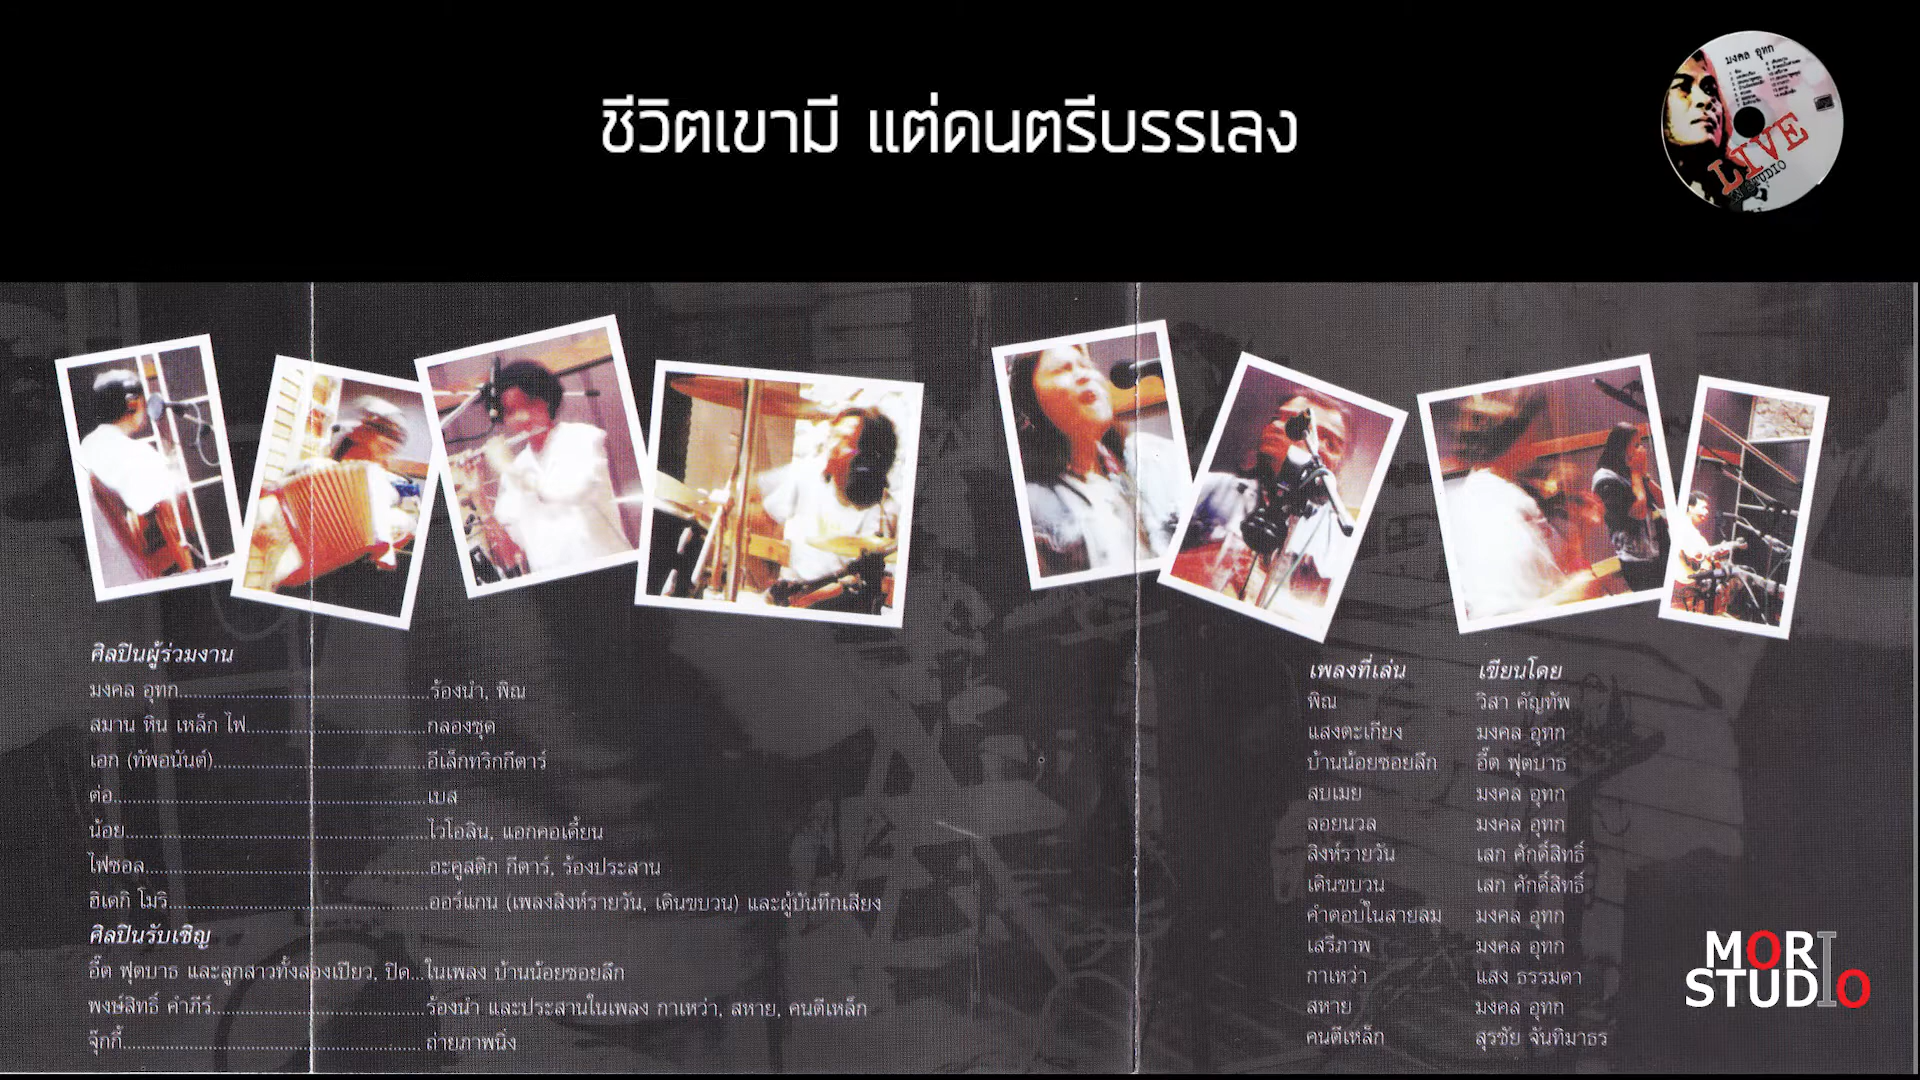 ชีวิตเขามี แต่ดนตรีบรรเลง
มงคล อุทก
LIVE
IN STUDIO
ศิลปินผู้ร่วมงาน
มงคล อุทก................ร้องนำ, พิณ
สมาน หิน เหล็ก ไฟ................กลองชุด
เอก (ทัพอนันต์)................อีเล็กทริกกีตาร์
ต่อ................เบส
น้อย................ไวโอลิน, แอกคอเดี้ยน
ไฟซอล................อะคูสติก กีตาร์, ร้องประสาน
ฮิเดกิ โมริ................ออร์แกน (เพลงสิงห์รายวัน, เดินขบวน) และผู้บันทึกเสียง
ศิลปินรับเชิญ
อี๊ด ฟุตบาธ และลูกสาวทั้งสองเปียว, ปิด...ในเพลง บ้านน้อยซอยลึก
พงษ์สิทธิ์ คำภีร์................ร้องนำ และประสานในเพลง กาเหว่า, สหาย, คนตีเหล็ก
จุ๊กกี้................ถ่ายภาพนิ่ง
เพลงที่เล่น เขียนโดย
พิณ วิสา คัญทัพ
แสงตะเกียง มงคล อุทก
บ้านน้อยซอยลึก อี๊ด ฟุตบาธ
สบเมย มงคล อุทก
ลอยนวล มงคล อุทก
สิงห์รายวัน เสก ศักดิ์สิทธิ์
เดินขบวน เสก ศักดิ์สิทธิ์
คำตอบในสายลม มงคล อุทก
เสรีภาพ มงคล อุทก
กาเหว่า แสง ธรรมดา
สหาย มงคล อุทก
คนตีเหล็ก สุรชัย จันทิมาธร
MORI
STUDIO